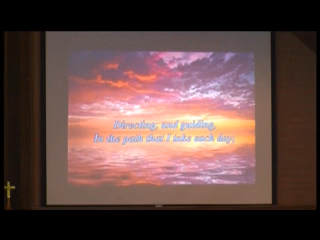 Directing, and guiding,
In the path that I take each day;